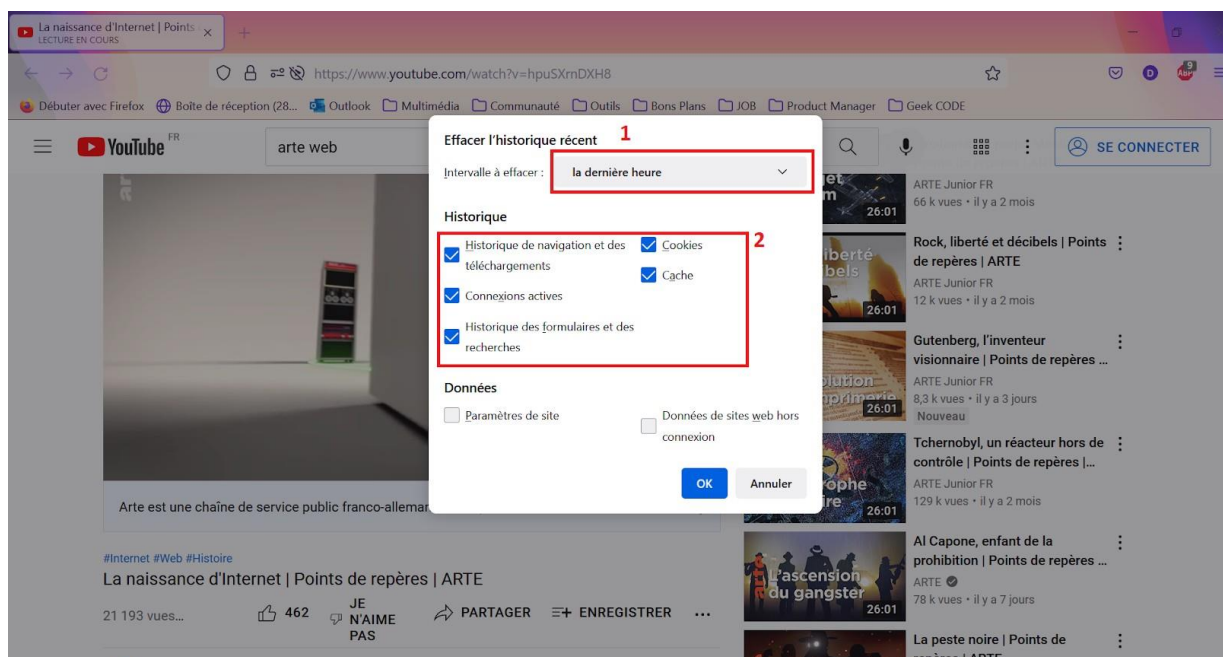 La naissance d'Internet | Points
LECTURE EN COURS
https://www.youtube.com/watch?v=hpuSXmDXH8
D
ABP
9
Débuter avec Firefox
Boîte de réception (28...
Outlook
Multimédia
Communauté
Outils
Bons Plans
JOB
Product Manager
Geek CODE
YouTube FR
arte web
SE CONNECTER
Effacer l'historique récent
1
Intervalle à effacer :
la dernière heure
Historique
2
Historique de navigation et des
téléchargements
Cookies
Cache
Connexions actives
Historique des formulaires et des
recherches
Données
Paramètres de site
Données de sites web hors
connexion
OK
Annuler
Arte est une chaîne de service public franco-alleman
#Internet #Web #Histoire
La naissance d'Internet | Points de repères | ARTE
21 193 vues...
462
JE
N'AIME
PAS
PARTAGER
ENREGISTRER
26:01
ARTE Junior FR
66 k vues • il y a 2 mois
iberté
ibels
26:01
Rock, liberté et décibels | Points
de repères | ARTE
ARTE Junior FR
12 k vues • il y a 2 mois
26:01
Gutenberg, l'inventeur
visionnaire | Points de repères ...
ARTE Junior FR
8,3 k vues • il y a 3 jours
Nouveau
26:01
Tchernobyl, un réacteur hors de
contrôle | Points de repères |...
ARTE Junior FR
129 k vues • il y a 2 mois
L'ascension
du gangster
26:01
Al Capone, enfant de la
prohibition | Points de repères ...
ARTE
78 k vues • il y a 7 jours
La peste noire | Points de
repères | ARTE